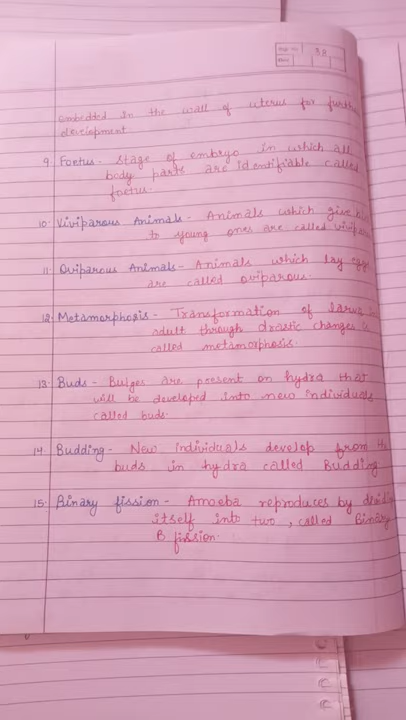 Page No. 38
Date
embedded in the wall of uterus for further
development.
9. Foetus - Stage of embryo in which all
body parts are identifiable called
foetus.
10. Viviparous Animals - Animals which give
to young ones are called
11. Oviparous Animals - Animals which lay eggs
are called oviparous.
12. Metamorphosis - Transformation of larva
adult through drastic changes is
called metamorphosis.
13. Buds - Bulges are present on hydra that
will be developed into new individuals
called buds.
14. Budding - New individuals develop from the
buds in hydra called Budding
15. Binary fission - Amoeba reproduces by
itself into two, called Binary
B fission.